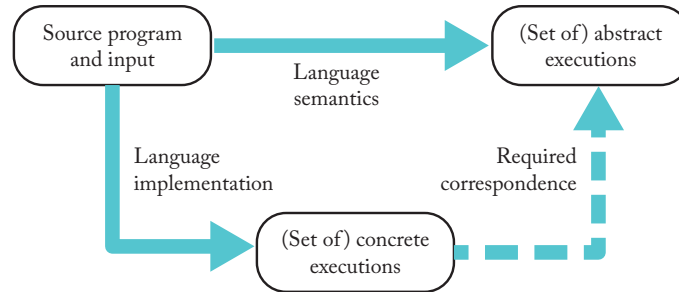 Source program
and input
(Set of) abstract
executions
Language
semantics
Language
implementation
Required
correspondence
(Set of) concrete
executions